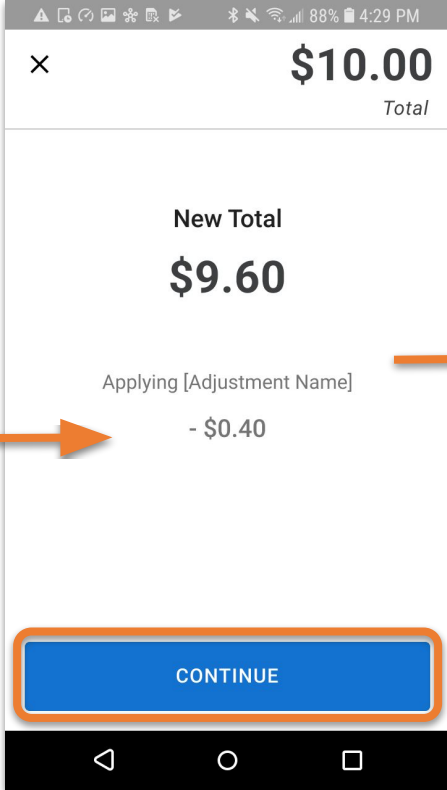 88% 4:29 PM
$10.00
Total
New Total
$9.60
Applying [Adjustment Name]
- $0.40
CONTINUE